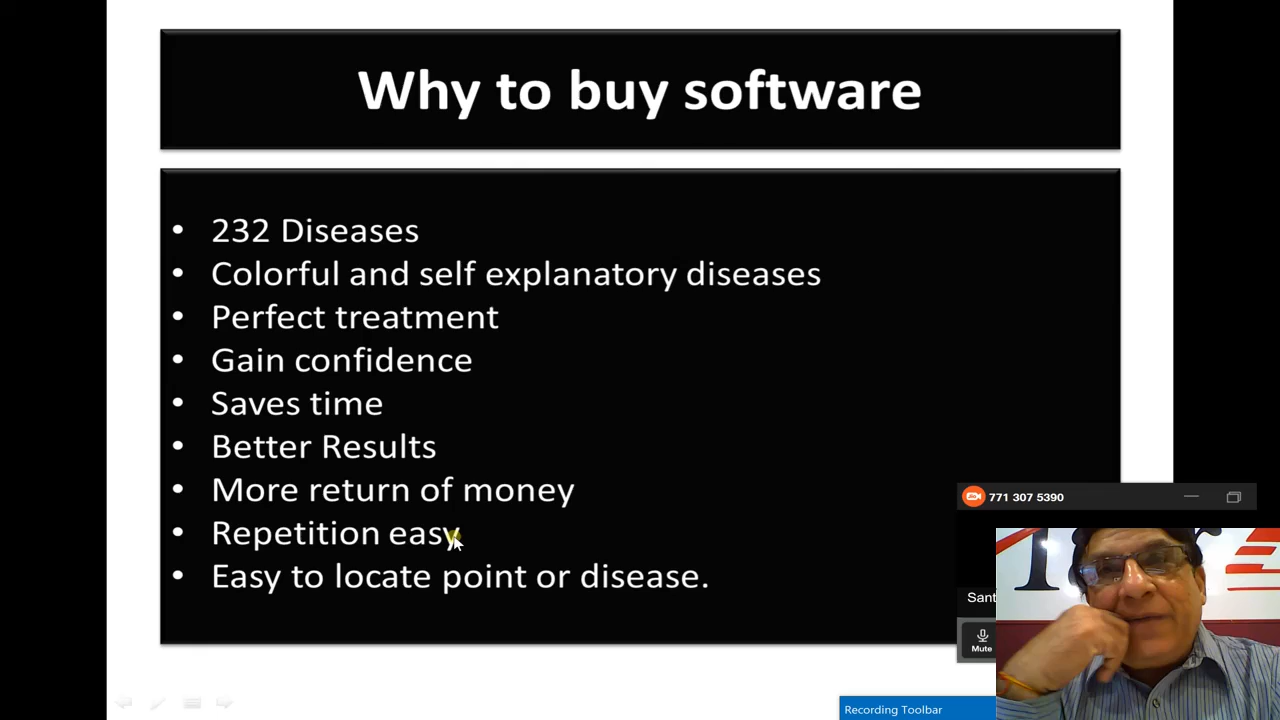 Why to buy software
• 232 Diseases
• Colorful and self explanatory diseases
• Perfect treatment
• Gain confidence
• Saves time
• Better Results
• More return of money
• Repetition easy
• Easy to locate point or disease.
771 307 5390
Sant
Mute
Recording Toolbar